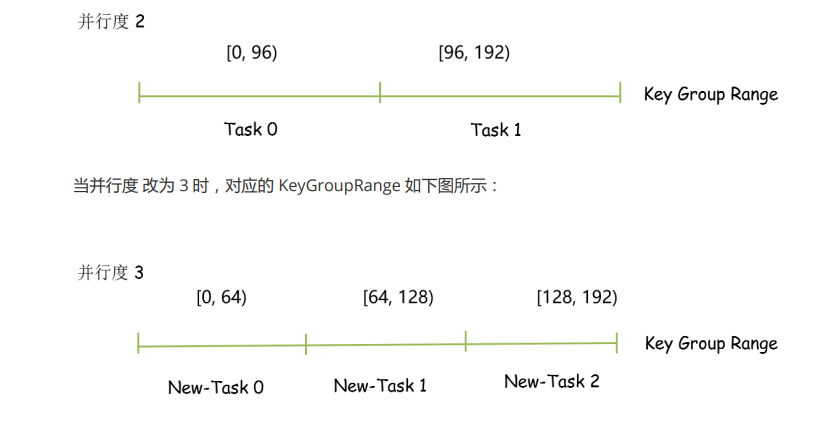 并行度 2
[0, 96) [96, 192)
Key Group Range
Task 0 Task 1
当并行度 改为 3 时，对应的 KeyGroupRange 如下图所示：
并行度 3
[0, 64) [64, 128) [128, 192)
Key Group Range
New-Task 0 New-Task 1 New-Task 2